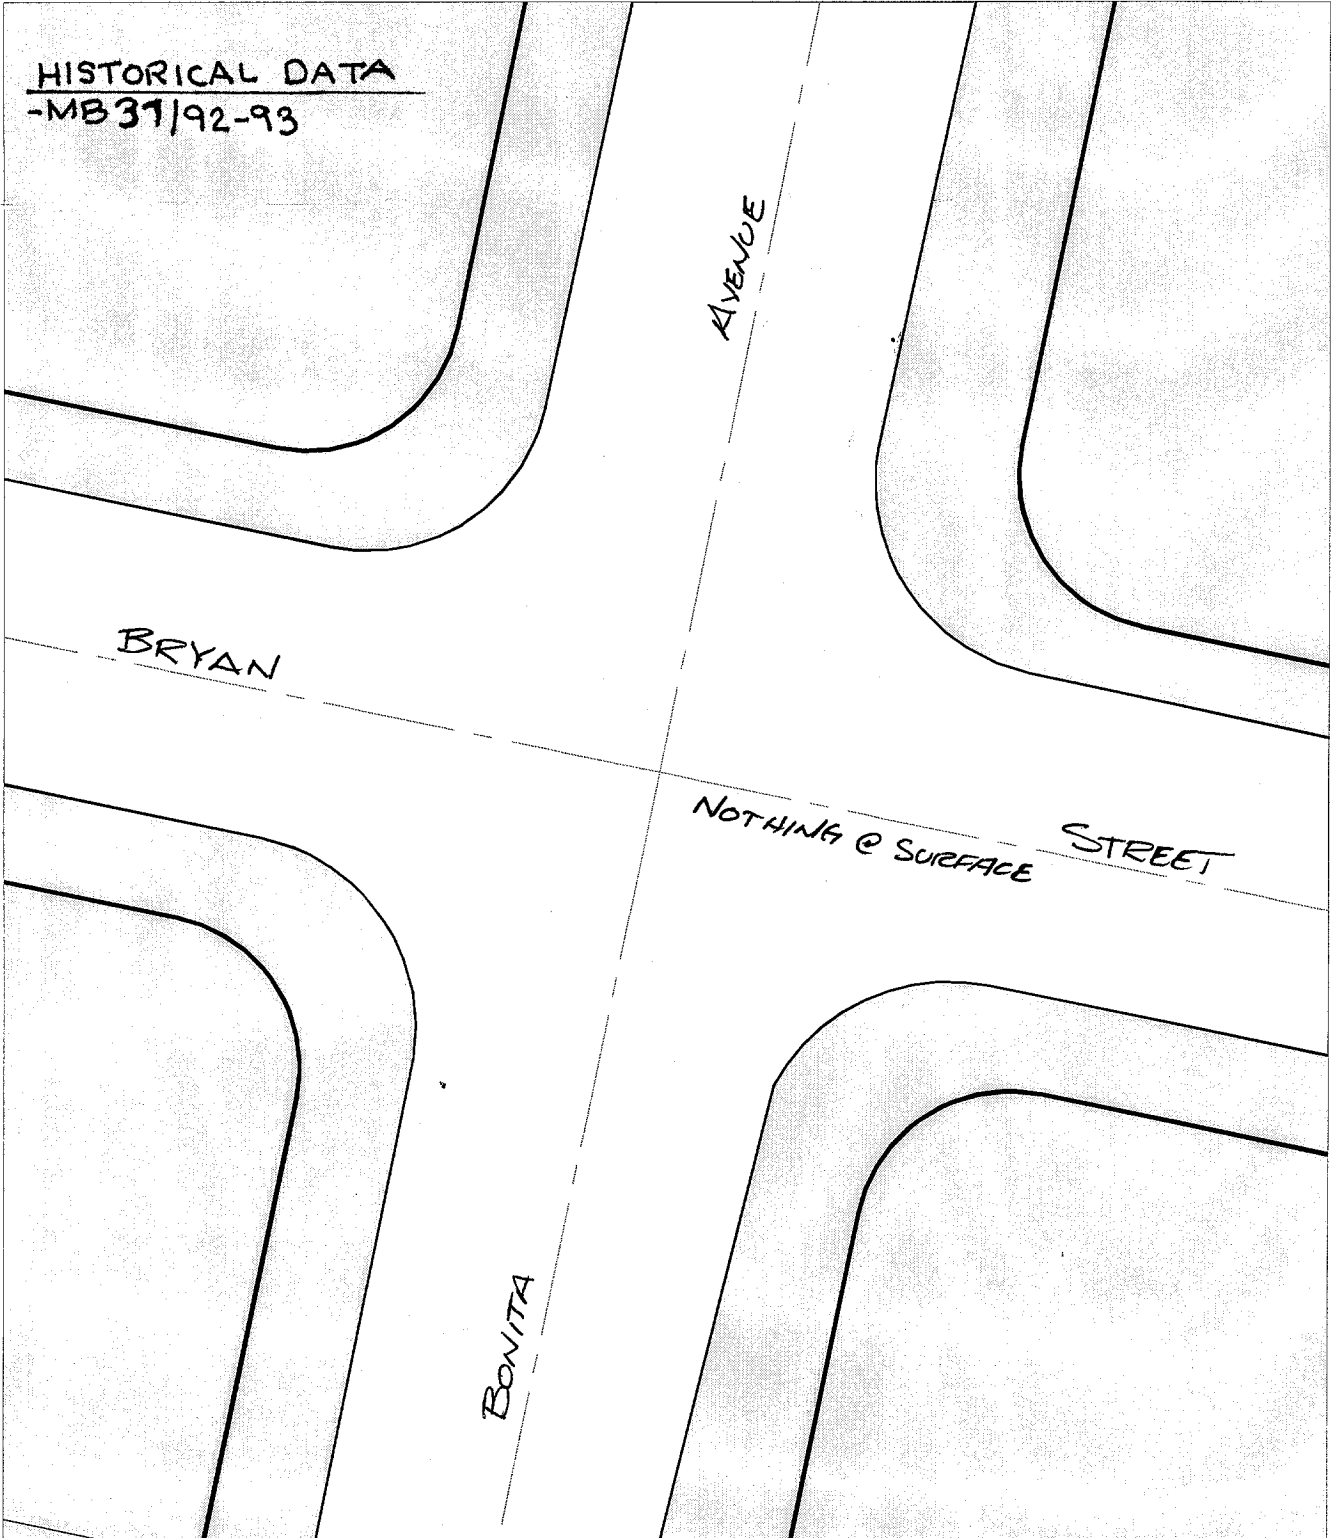 HISTORICAL DATA
-MB 37/92-93
AVENUE
BRYAN
NOTHING @ SURFACE
STREET
BONITA